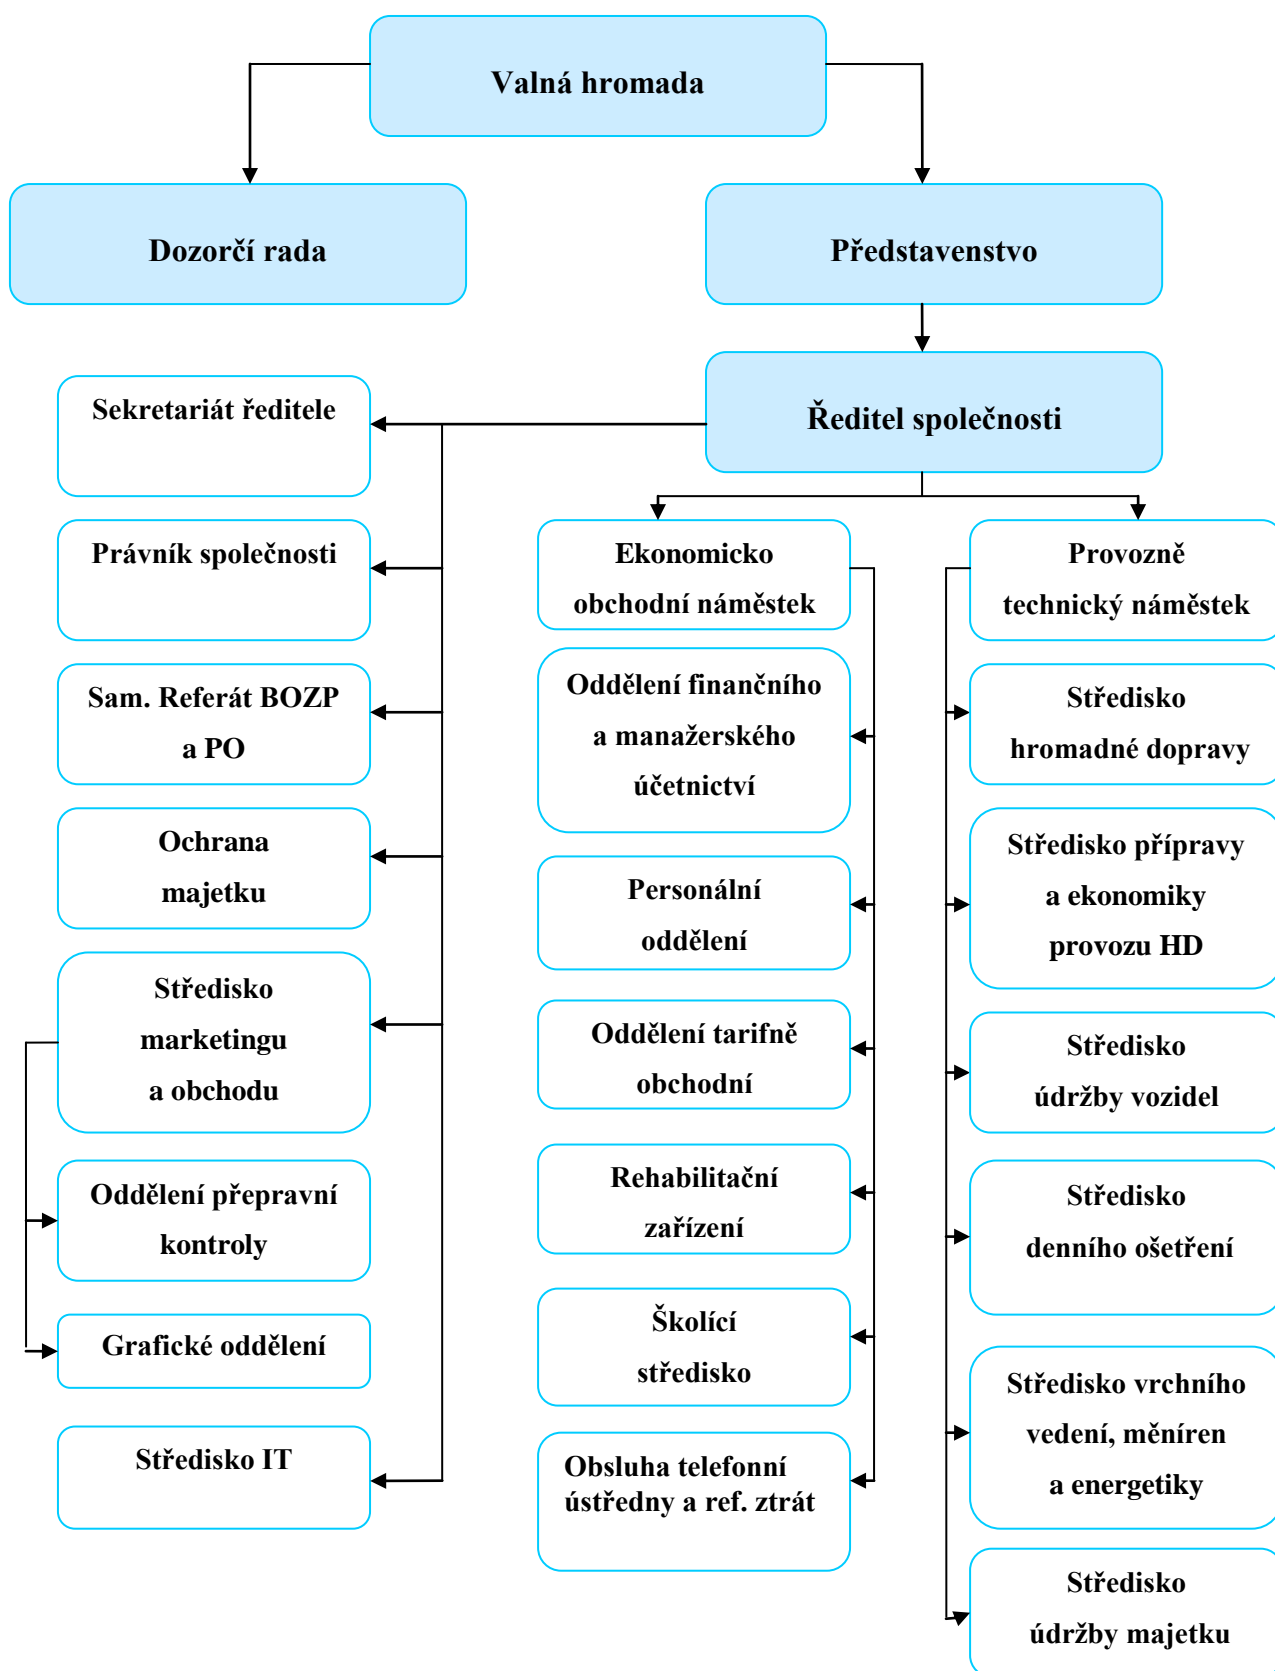 Valná hromada
Dozorčí rada
Představenstvo
Ředitel společnosti
Sekretariát ředitele
Právník společnosti
Sam. Referát BOZP
a PO
Ochrana
majetku
Středisko
marketingu
a obchodu
Oddělení přepravní
kontroly
Grafické oddělení
Středisko IT
Ekonomicko
obchodní náměstek
Oddělení finančního
a manažerského
účetnictví
Personální
oddělení
Oddělení tarifně
obchodní
Rehabilitační
zařízení
Školící
středisko
Obsluha telefonní
ústředny a ref. ztrát
Provozně
technický náměstek
Středisko
hromadné dopravy
Středisko přípravy
a ekonomiky
provozu HD
Středisko
údržby vozidel
Středisko
denního ošetření
Středisko vrchního
vedení, měníren
a energetiky
Středisko
údržby majetku